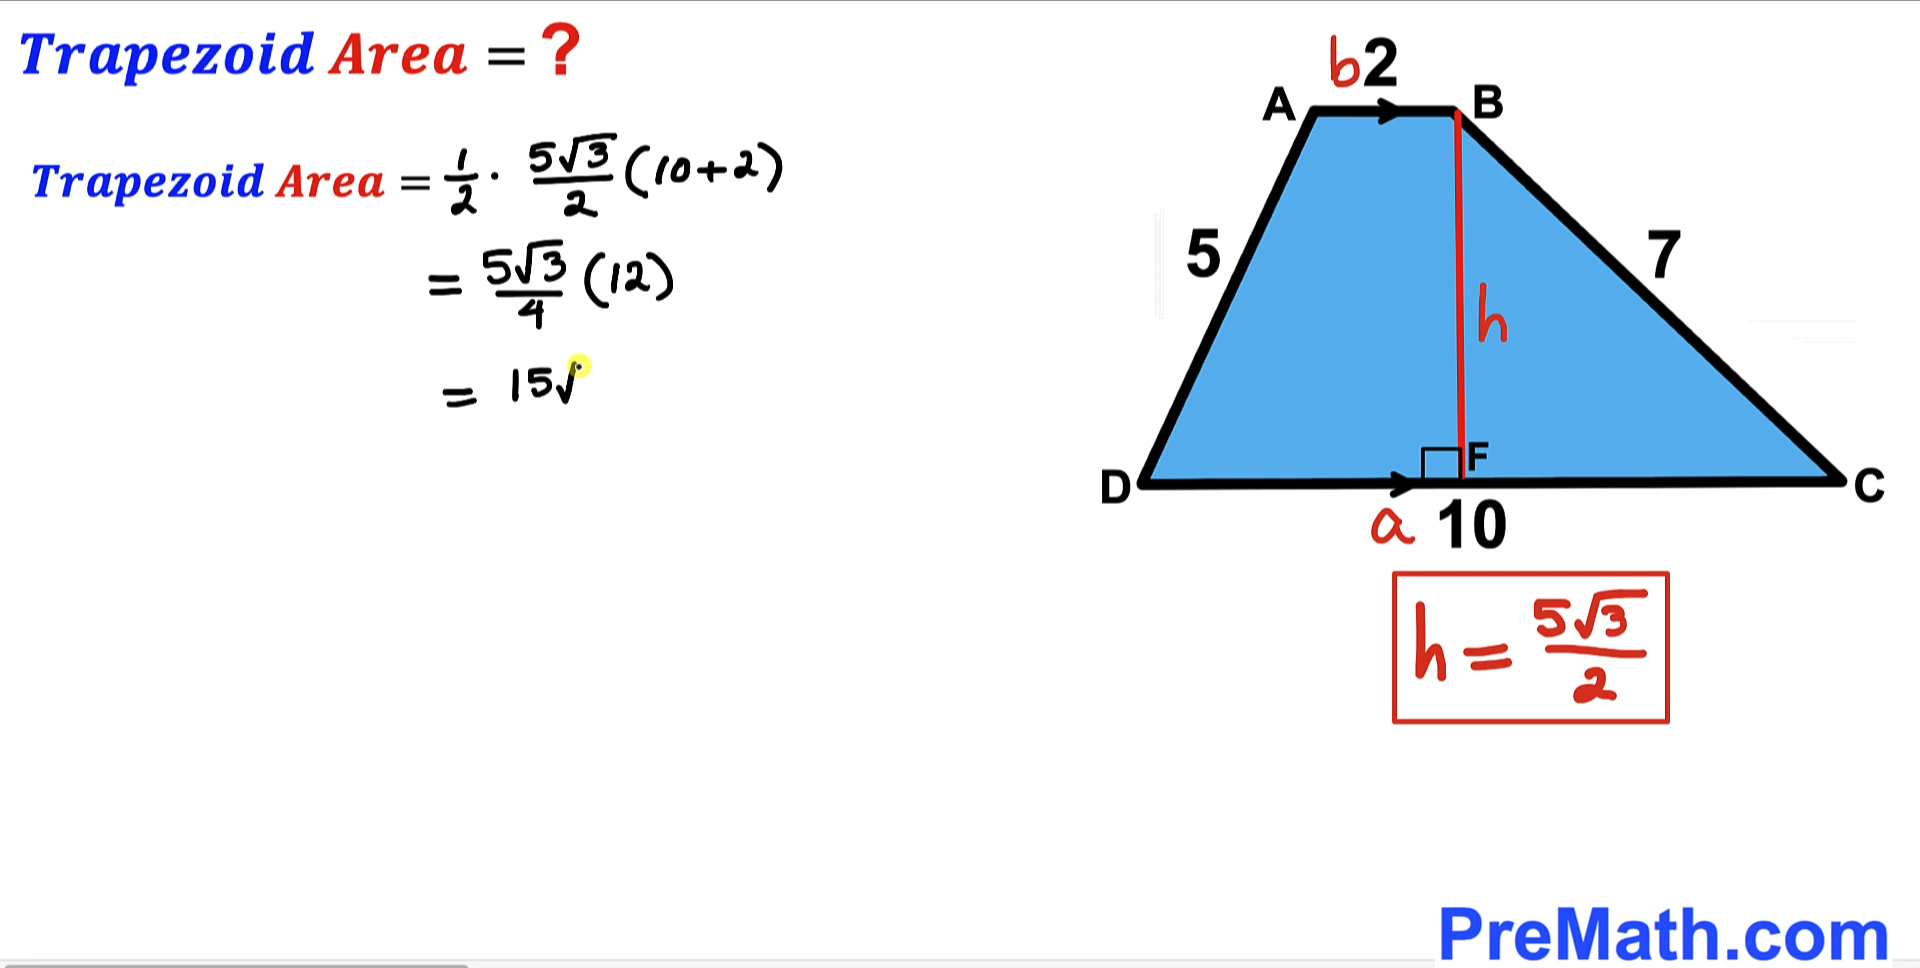 Trapezoid Area = ?
Trapezoid Area = 1/2 · 5√3/2 (10+2)
= 5√3/4 (12)
= 15√
b2
A
B
5
7
h
F
D
C
a 10
h = 5√3/2
PreMath.com